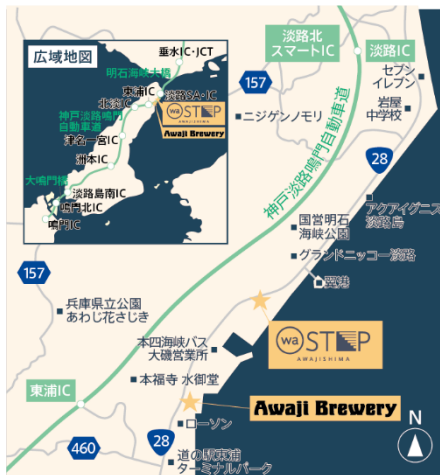 広域地図
垂水IC・JCT
明石海峡大橋
東浦IC
淡路SA・IC
北淡IC
神戸淡路鳴門
自動車道
津名一宮IC
洲本IC
大鳴門橋
淡路島南IC
鳴門北IC
鳴門IC
wa STEP
AWAJISHIMA
Awaji Brewery
淡路北
スマートIC
淡路IC
セブン
イレブン
岩屋
中学校
157
ニジゲンノモリ
神戸淡路鳴門自動車道
28
アクアイグニス
淡路島
国営明石
海峡公園
グランドニッコー淡路
翼港
157
兵庫県立公園
あわじ花さじき
wa STEP
AWAJISHIMA
本四海峡バス
大磯営業所
本福寺 水御堂
東浦IC
Awaji Brewery
ローソン
460
28
道の駅東浦
ターミナルパーク
N